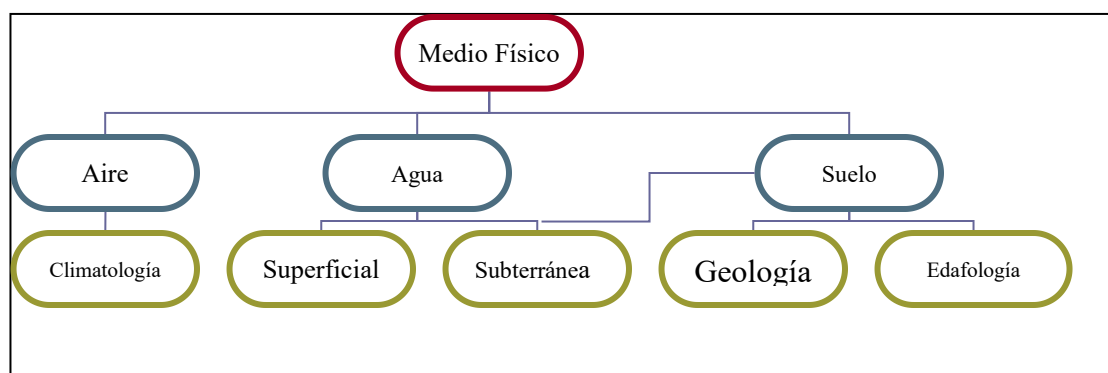 Medio Físico
Aire
Agua
Suelo
Climatología
Superficial
Subterránea
Geología
Edafología